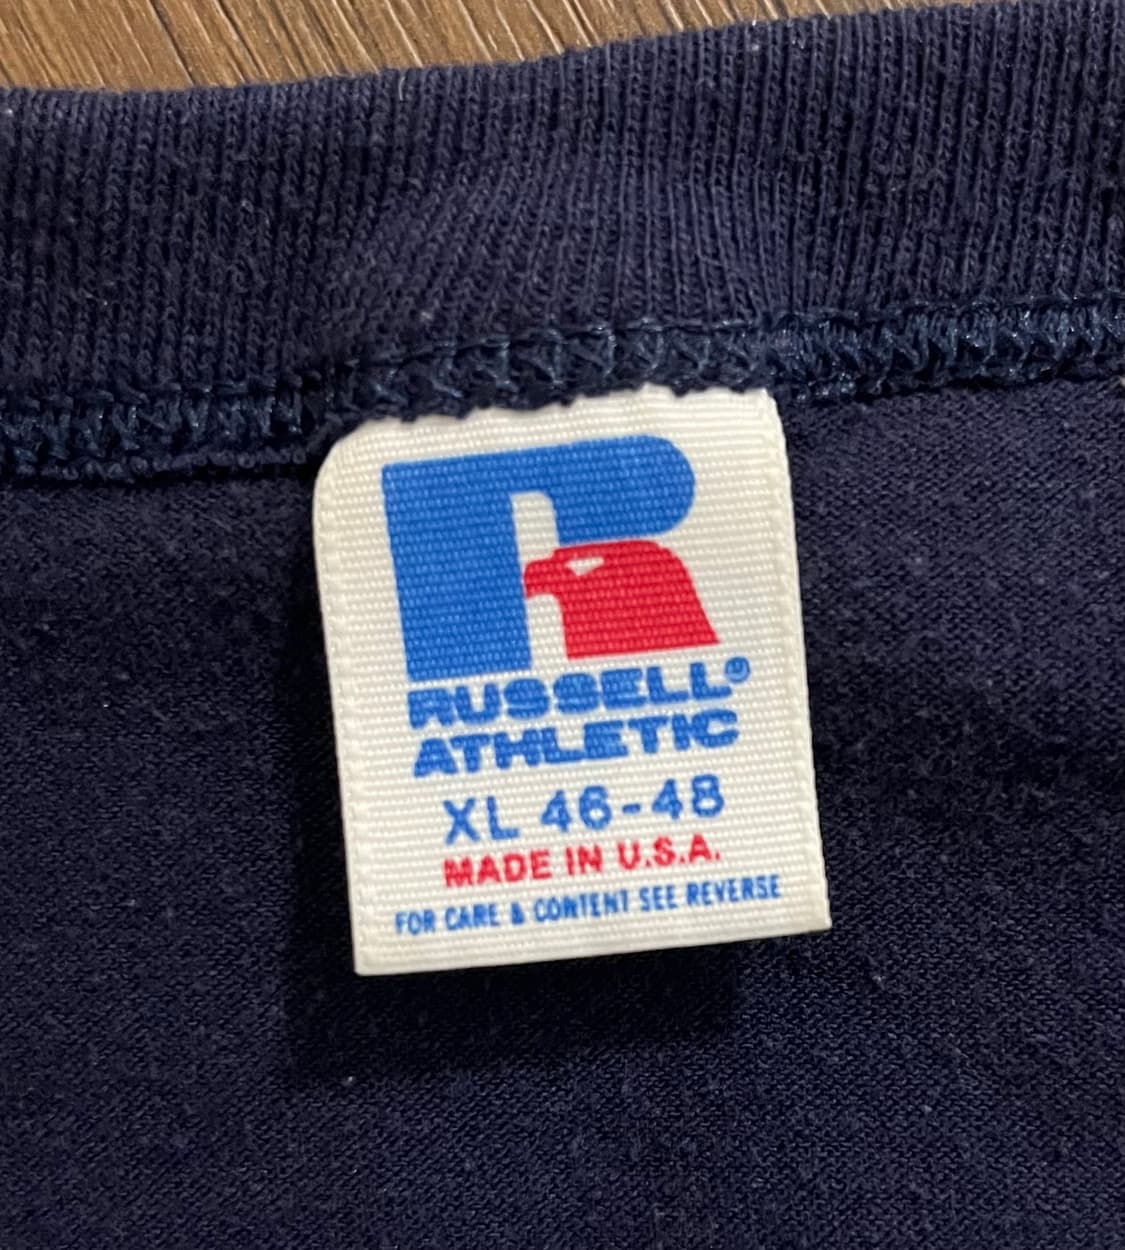 R
RUSSELL®
ATHLETIC
XL 46-48
MADE IN U.S.A.
FOR CARE & CONTENT SEE REVERSE